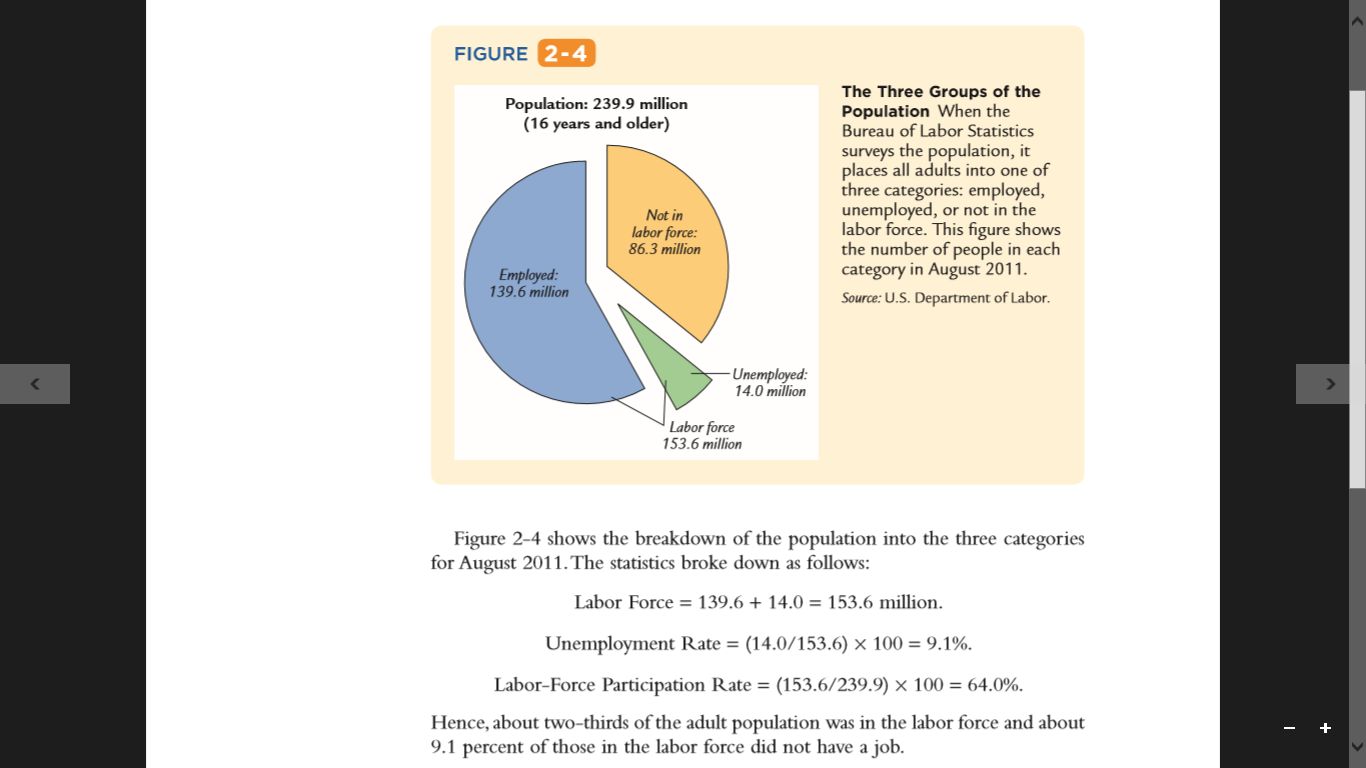 FIGURE 2-4
Population: 239.9 million
(16 years and older)
Not in
labor force:
86.3 million
Employed:
139.6 million
Unemployed:
14.0 million
Labor force
153.6 million
The Three Groups of the
Population When the
Bureau of Labor Statistics
surveys the population, it
places all adults into one of
three categories: employed,
unemployed, or not in the
labor force. This figure shows
the number of people in each
category in August 2011.
Source: U.S. Department of Labor.
Figure 2-4 shows the breakdown of the population into the three categories
for August 2011. The statistics broke down as follows:
Labor Force = 139.6 + 14.0 = 153.6 million.
Unemployment Rate = (14.0/153.6) × 100 = 9.1%.
Labor-Force Participation Rate = (153.6/239.9) × 100 = 64.0%.
Hence, about two-thirds of the adult population was in the labor force and about
9.1 percent of those in the labor force did not have a job.